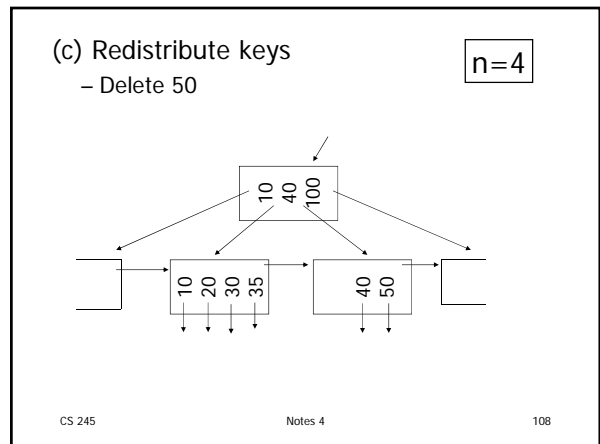 (c) Redistribute keys
– Delete 50
n=4
10 40 100
10 20 30 35
40 50
CS 245 Notes 4 108